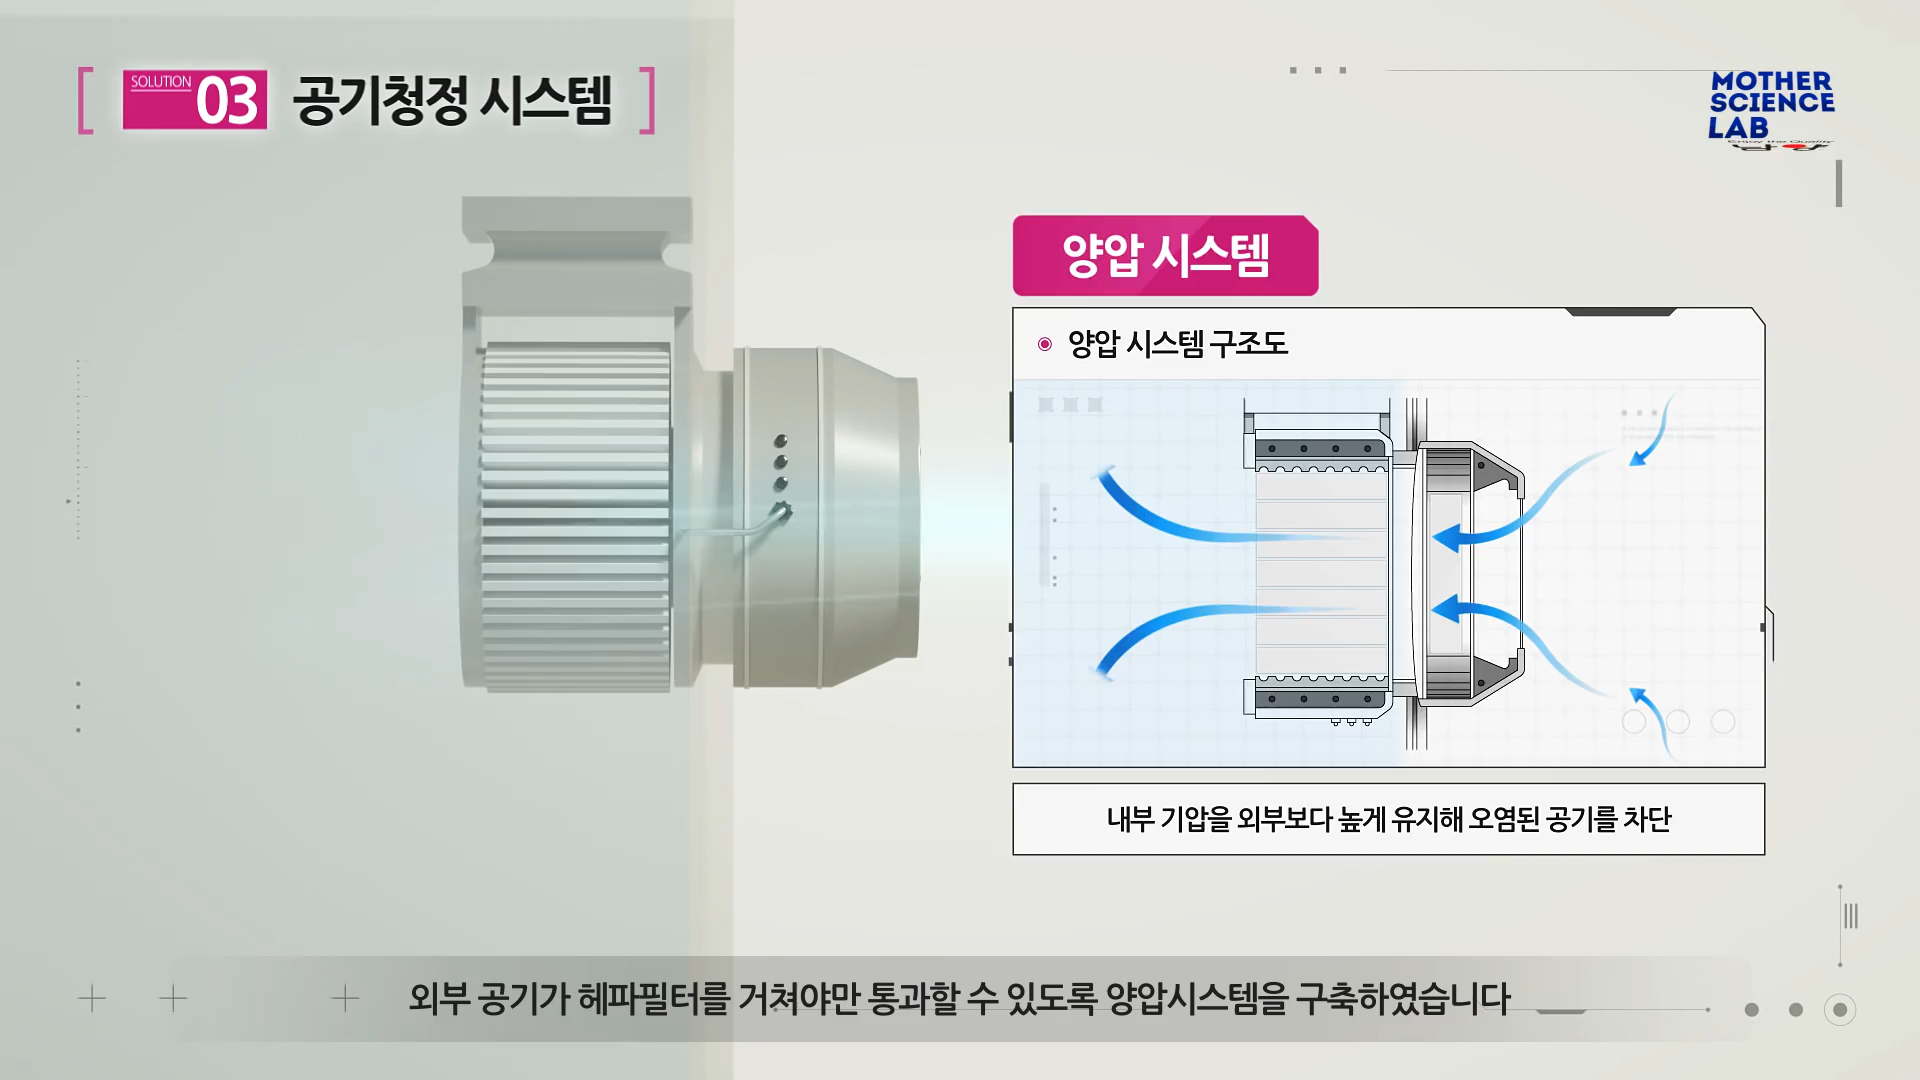 SOLUTION 03 공기청정 시스템
MOTHER
SCIENCE
LAB
Enjoy the Quality
양압 시스템
양압 시스템 구조도
내부 기압을 외부보다 높게 유지해 오염된 공기를 차단
외부 공기가 헤파필터를 거쳐야만 통과할 수 있도록 양압시스템을 구축하였습니다